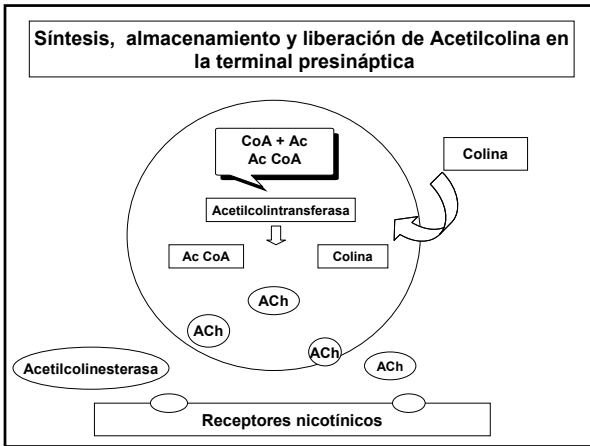 Síntesis, almacenamiento y liberación de Acetilcolina en
la terminal presináptica
CoA + Ac
Ac CoA
Colina
Acetilcolintransferasa
Ac CoA
Colina
ACh
ACh
ACh
ACh
Acetilcolinesterasa
Receptores nicotínicos